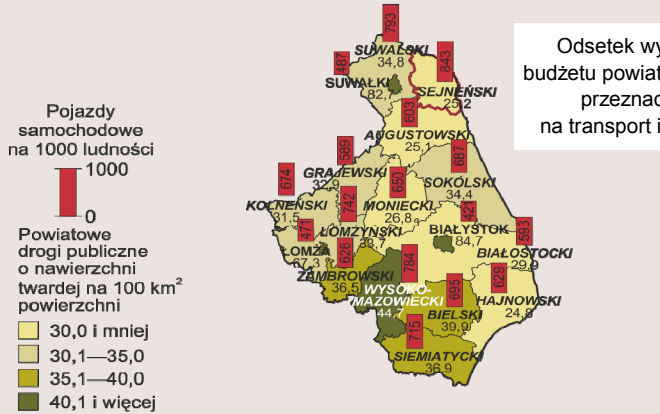 793
SUWALSKI
34,8
487
SUWAŁKI
82,7
843
SEJNEŃSKI
25,2
Odsetek
budżetu
na transport i
603
AUGUSTOWSKI
25,1
Pojazdy
samochodowe
na 1000 ludności
1000
0
589
GRAJEWSKI
32,9
687
SOKÓLSKI
34,4
674
KOLNEŃSKI
31,5
742
ŁOMŻYŃSKI
33,7
650
MONIECKI
26,8
421
BIAŁYSTOK
84,7
593
BIAŁOSTOCKI
29,9
471
ŁOMŻA
67,3
626
ZAMBROWSKI
36,5
784
WYSOKO-
MAZOWIECKI
44,7
695
BIELSKI
39,9
629
HAJNOWSKI
24,8
715
SIEMIATYCKI
36,9
Powiatowe
drogi publiczne
o nawierzchni
twardej na 100 km²
powierzchni
30,0 i mniej
30,1—35,0
35,1—40,0
40,1 i więcej